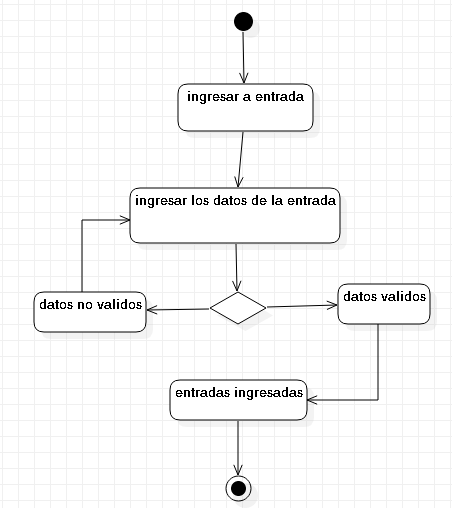 ingresar a entrada
ingresar los datos de la entrada
datos no validos
datos validos
entradas ingresadas